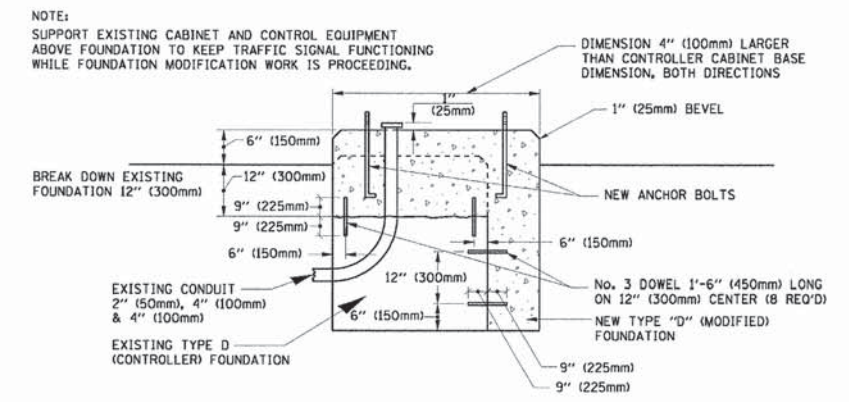 NOTE:
SUPPORT EXISTING CABINET AND CONTROL EQUIPMENT
ABOVE FOUNDATION TO KEEP TRAFFIC SIGNAL FUNCTIONING
WHILE FOUNDATION MODIFICATION WORK IS PROCEEDING.
DIMENSION 4" (100mm) LARGER
THAN CONTROLLER CABINET BASE
DIMENSION, BOTH DIRECTIONS
1"
(25mm)
1" (25mm) BEVEL
6" (150mm)
BREAK DOWN EXISTING
FOUNDATION 12" (300mm)
12" (300mm)
NEW ANCHOR BOLTS
9" (225mm)
9" (225mm)
6" (150mm)
6" (150mm)
EXISTING CONDUIT
2" (50mm), 4" (100mm)
& 4" (100mm)
12"
(300mm)
No. 3 DOWEL 1'-6" (450mm) LONG
ON 12" (300mm) CENTER (8 REQ'D)
6" (150mm)
NEW TYPE "D" (MODIFIED)
FOUNDATION
EXISTING TYPE D
(CONTROLLER) FOUNDATION
9" (225mm)
9" (225mm)